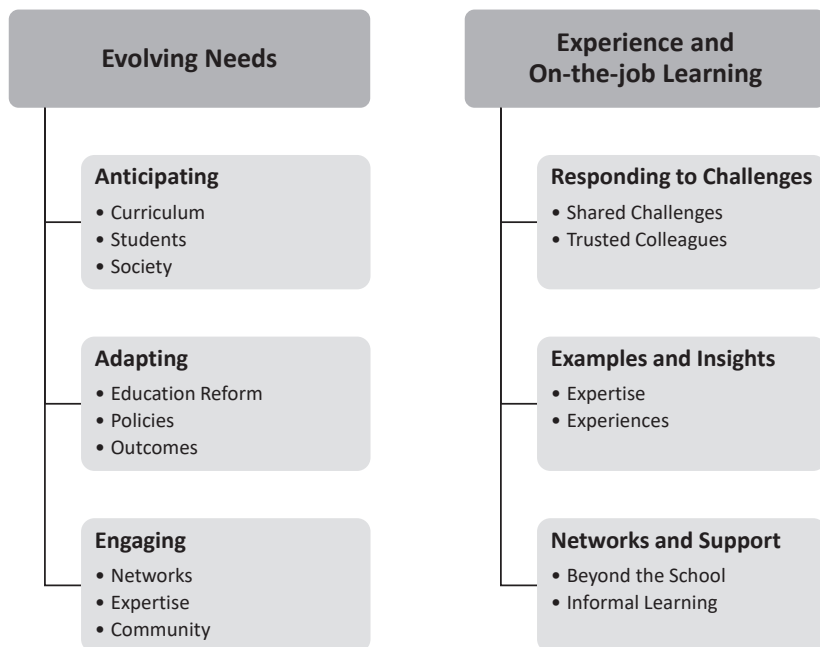 Evolving Needs
Anticipating
• Curriculum
• Students
• Society
Adapting
• Education Reform
• Policies
• Outcomes
Engaging
• Networks
• Expertise
• Community
Experience and
On-the-job Learning
Responding to Challenges
• Shared Challenges
• Trusted Colleagues
Examples and Insights
• Expertise
• Experiences
Networks and Support
• Beyond the School
• Informal Learning